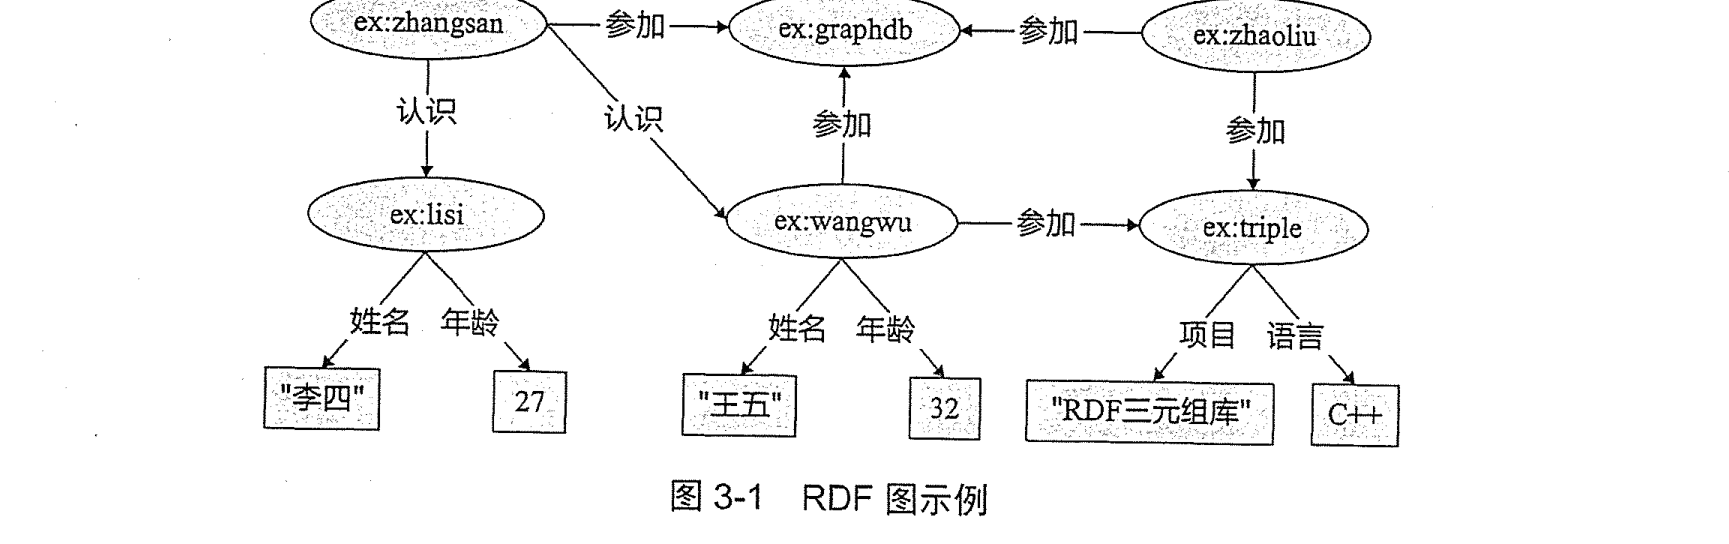 ex:zhangsan 参加 ex:graphdb 参加 ex:zhaoliu
认识 认识 参加 参加
ex:lisi ex:wangwu 参加 ex:triple
姓名 年龄 姓名 年龄 项目 语言
"李四" 27 "王五" 32 "RDF三元组库" C++
图 3-1 RDF 图示例